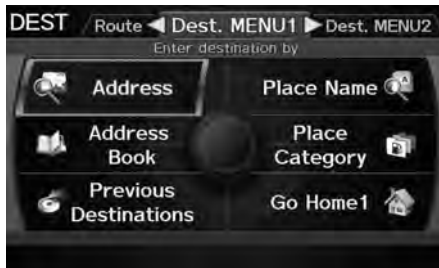 DEST Route Dest. MENU1 Dest. MENU2
Enter destination by
Address
Place Name
Address
Book
Place
Category
Previous
Destinations
Go Home1